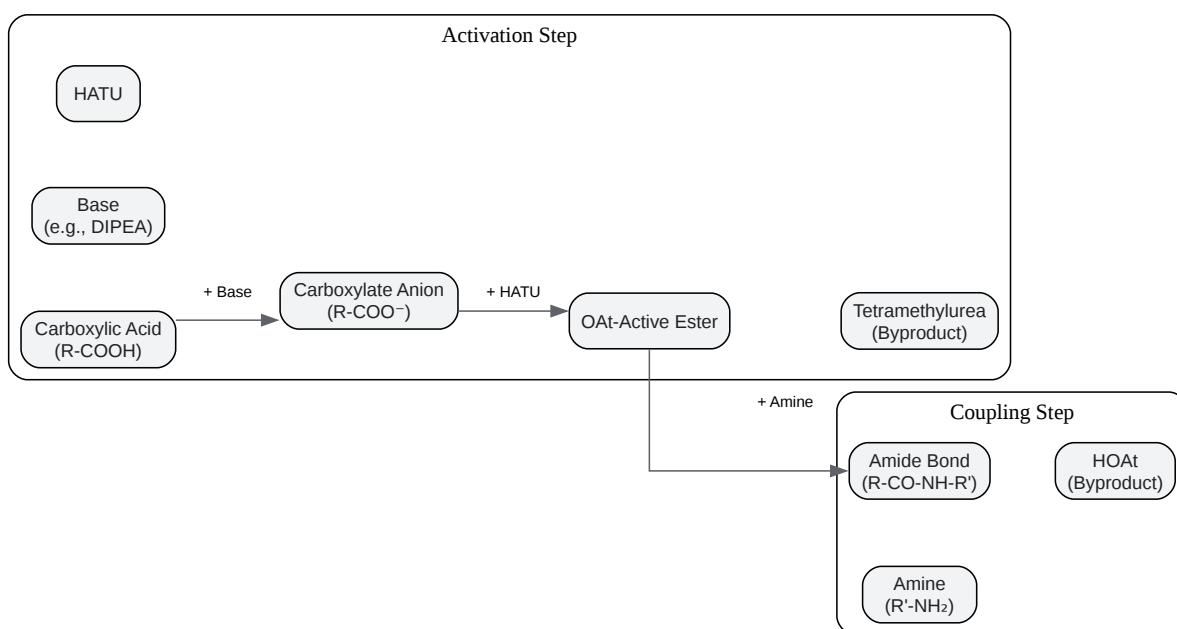 Activation Step
HATU
Base
(e.g., DIPEA)
Carboxylic Acid
(R-COOH)
+ Base
Carboxylate Anion
(R-COO⁻)
+ HATU
OAt-Active Ester
Tetramethylurea
(Byproduct)
+ Amine
Coupling Step
Amide Bond
(R-CO-NH-R')
HOAt
(Byproduct)
Amine
(R'-NH₂)